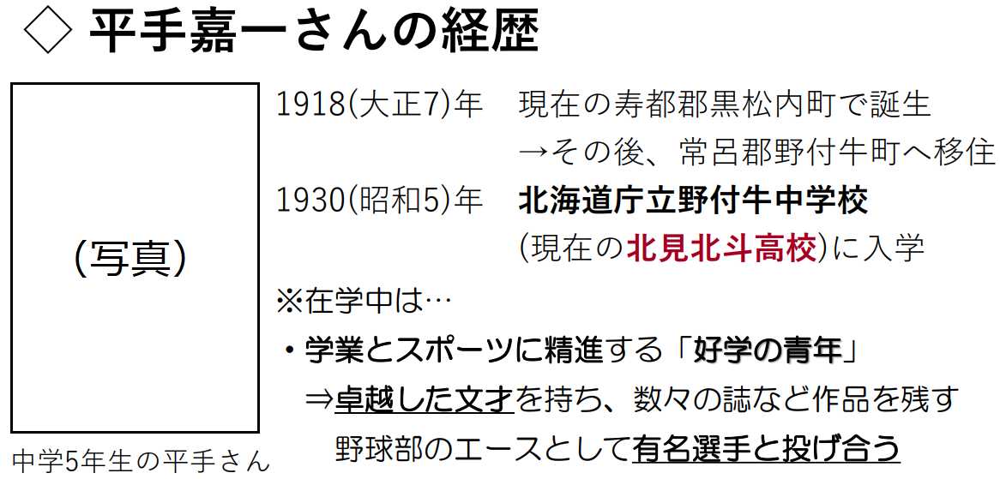 ◇ 平手嘉一さんの経歴
1918(大正7)年 現在の寿都郡黒松内町で誕生
→その後、常呂郡野付牛町へ移住
1930(昭和5)年 北海道庁立野付牛中学校
(現在の北見北斗高校)に入学
(写真)
中学5年生の平手さん
※在学中は…
・学業とスポーツに精進する「好学の青年」
⇒卓越した文才を持ち、数々の誌など作品を残す
野球部のエースとして有名選手と投げ合う